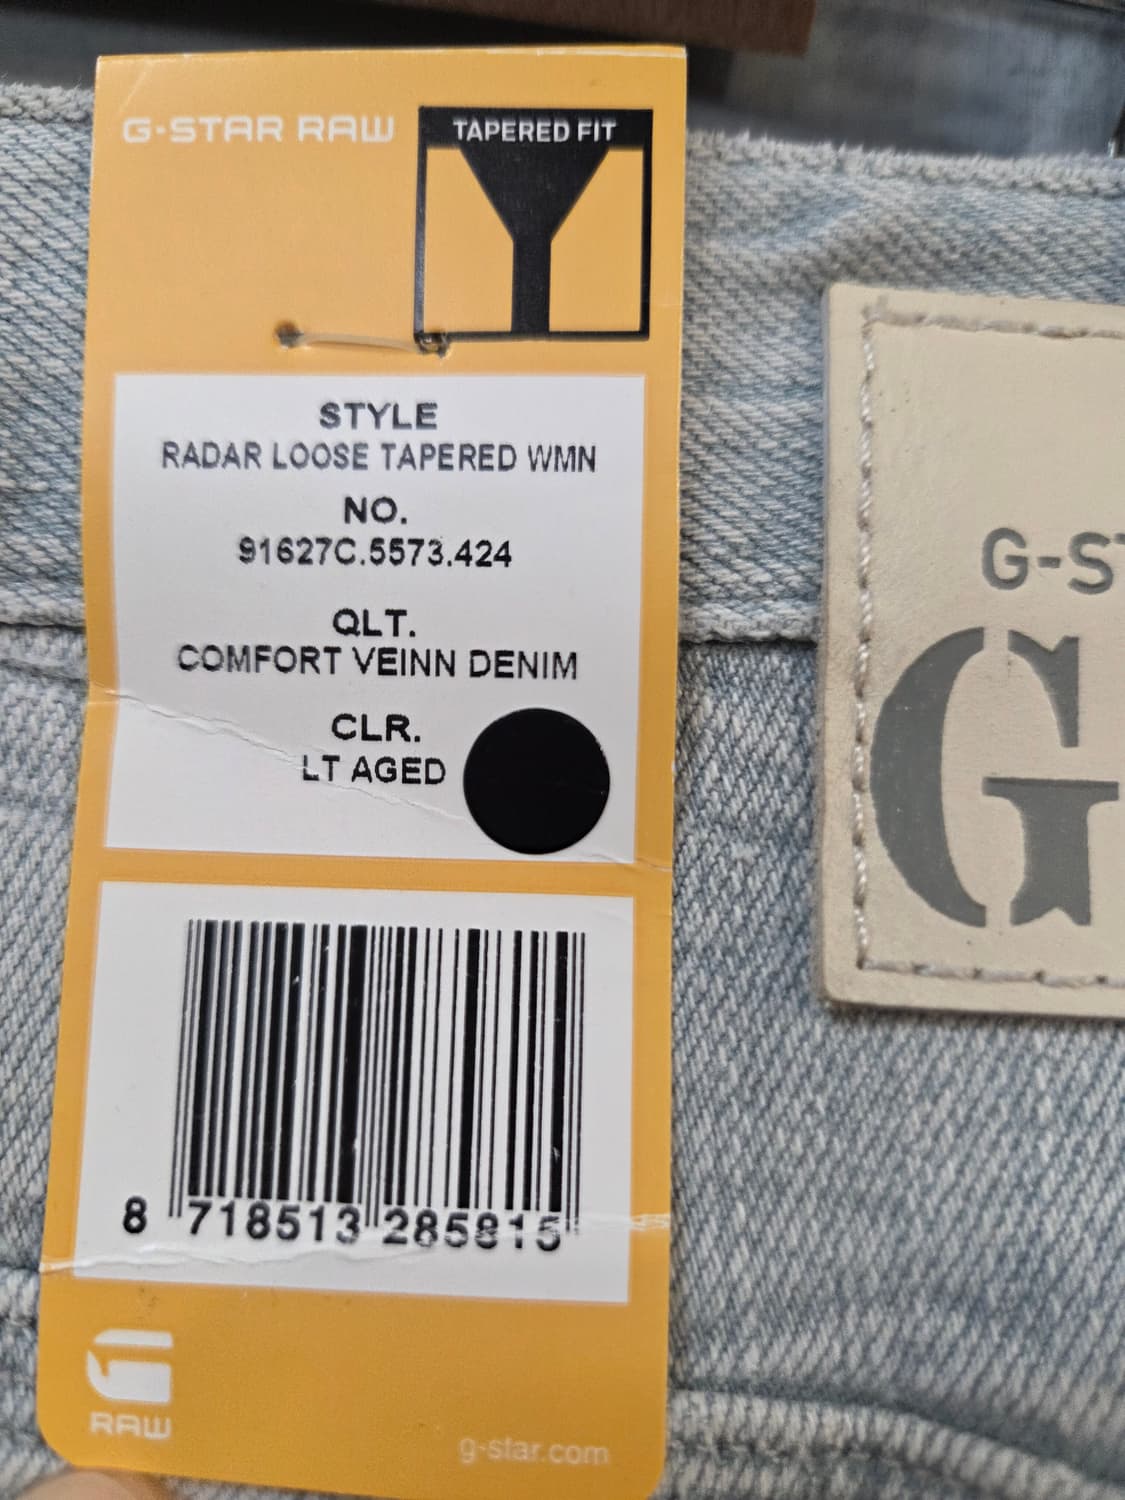 G-STAR RAW
TAPERED FIT
STYLE
RADAR LOOSE TAPERED WMN
NO.
91627C.5573.424
QLT.
COMFORT VEINN DENIM
CLR.
LT AGED
8 718513 285815
RAW
g-star.com
G-ST
G